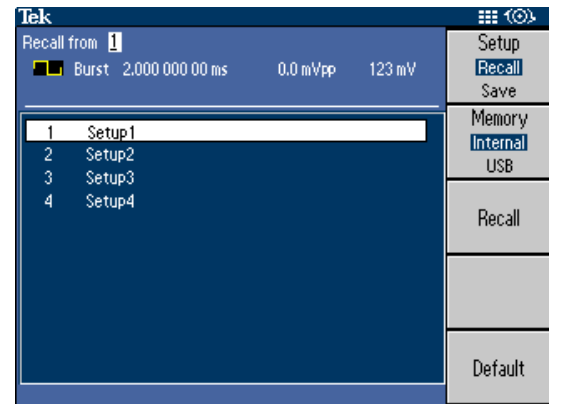 Tek
Recall from 1
Burst 2.000 000 00 ms 0.0 mVpp 123 mV
1 Setup1
2 Setup2
3 Setup3
4 Setup4
Setup
Recall
Save
Memory
Internal
USB
Recall
Default